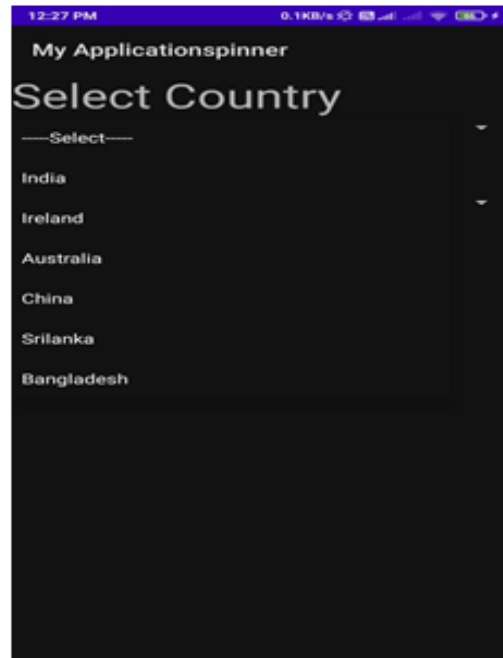 12:27 PM 0.1KB/s
My Applicationspinner
Select Country
-----Select-----
India
Ireland
Australia
China
Srilanka
Bangladesh